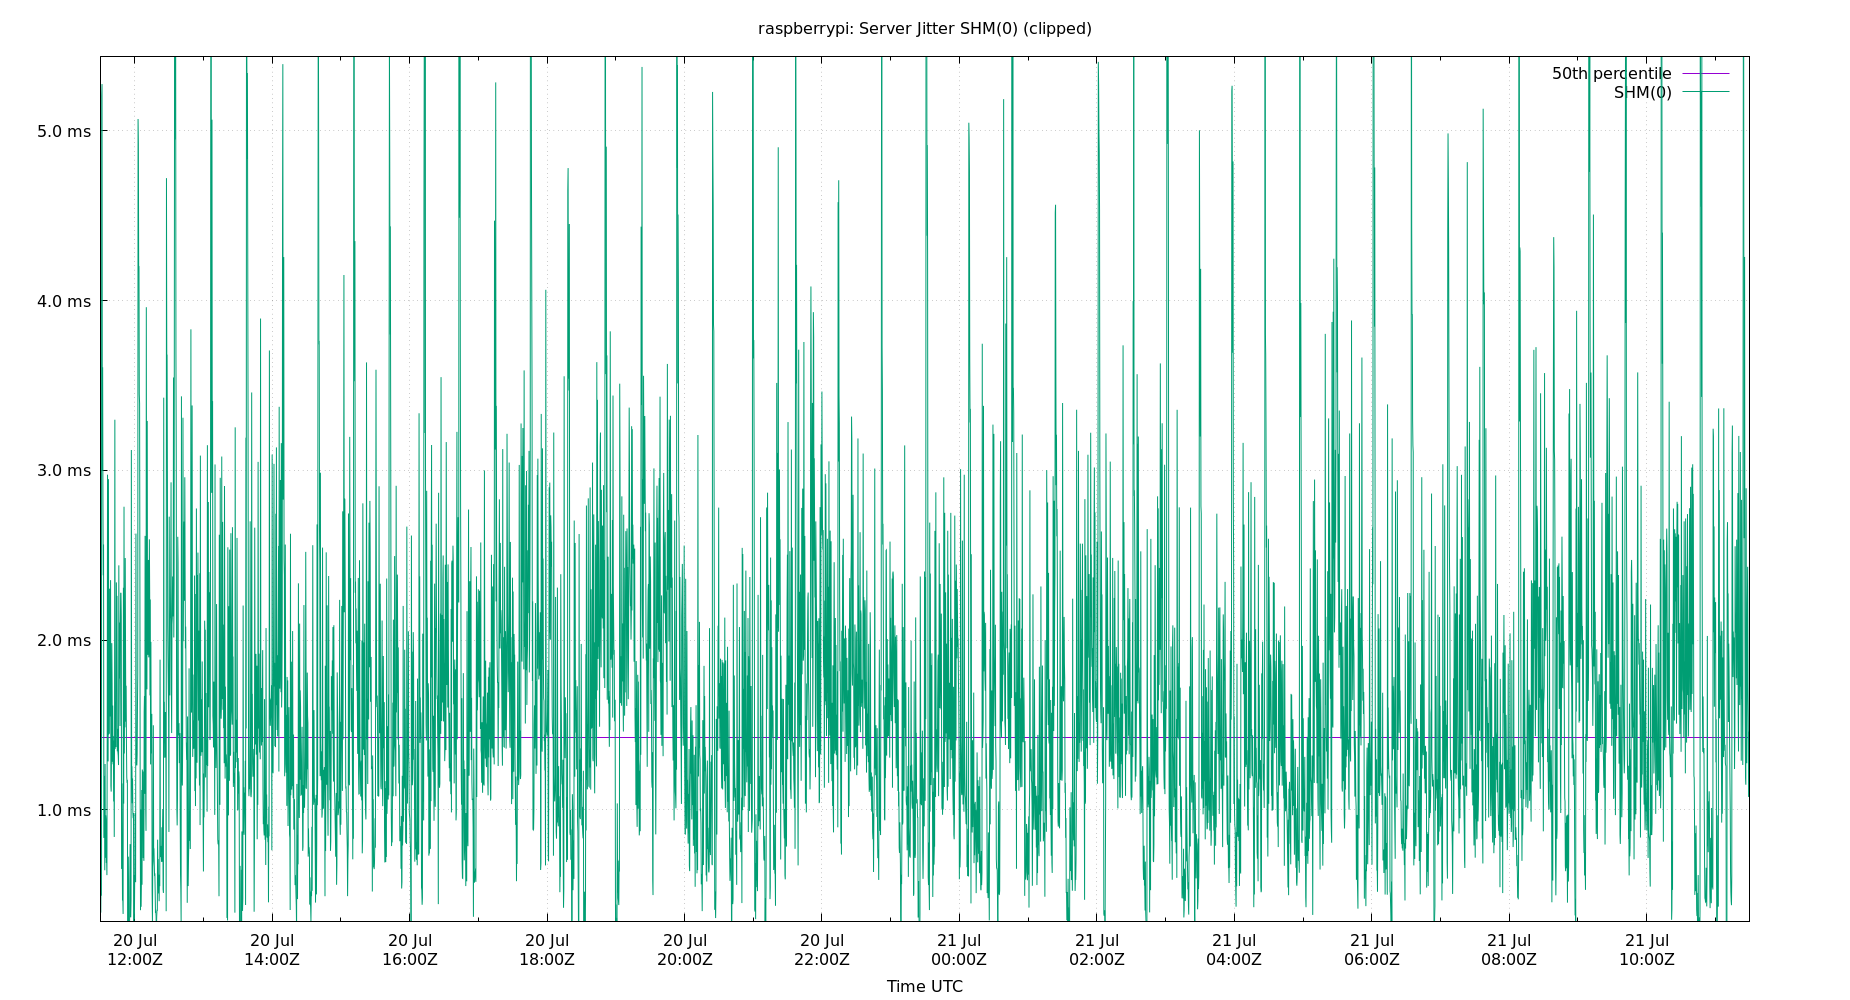 raspberrypi: Server Jitter SHM(0) (clipped)
50th percentile
SHM(0)
5.0 ms
4.0 ms
3.0 ms
2.0 ms
1.0 ms
20 Jul 20 Jul 20 Jul 20 Jul 20 Jul 20 Jul 21 Jul 21 Jul 21 Jul 21 Jul 21 Jul 21 Jul
12:00Z 14:00Z 16:00Z 18:00Z 20:00Z 22:00Z 00:00Z 02:00Z 04:00Z 06:00Z 08:00Z 10:00Z
Time UTC